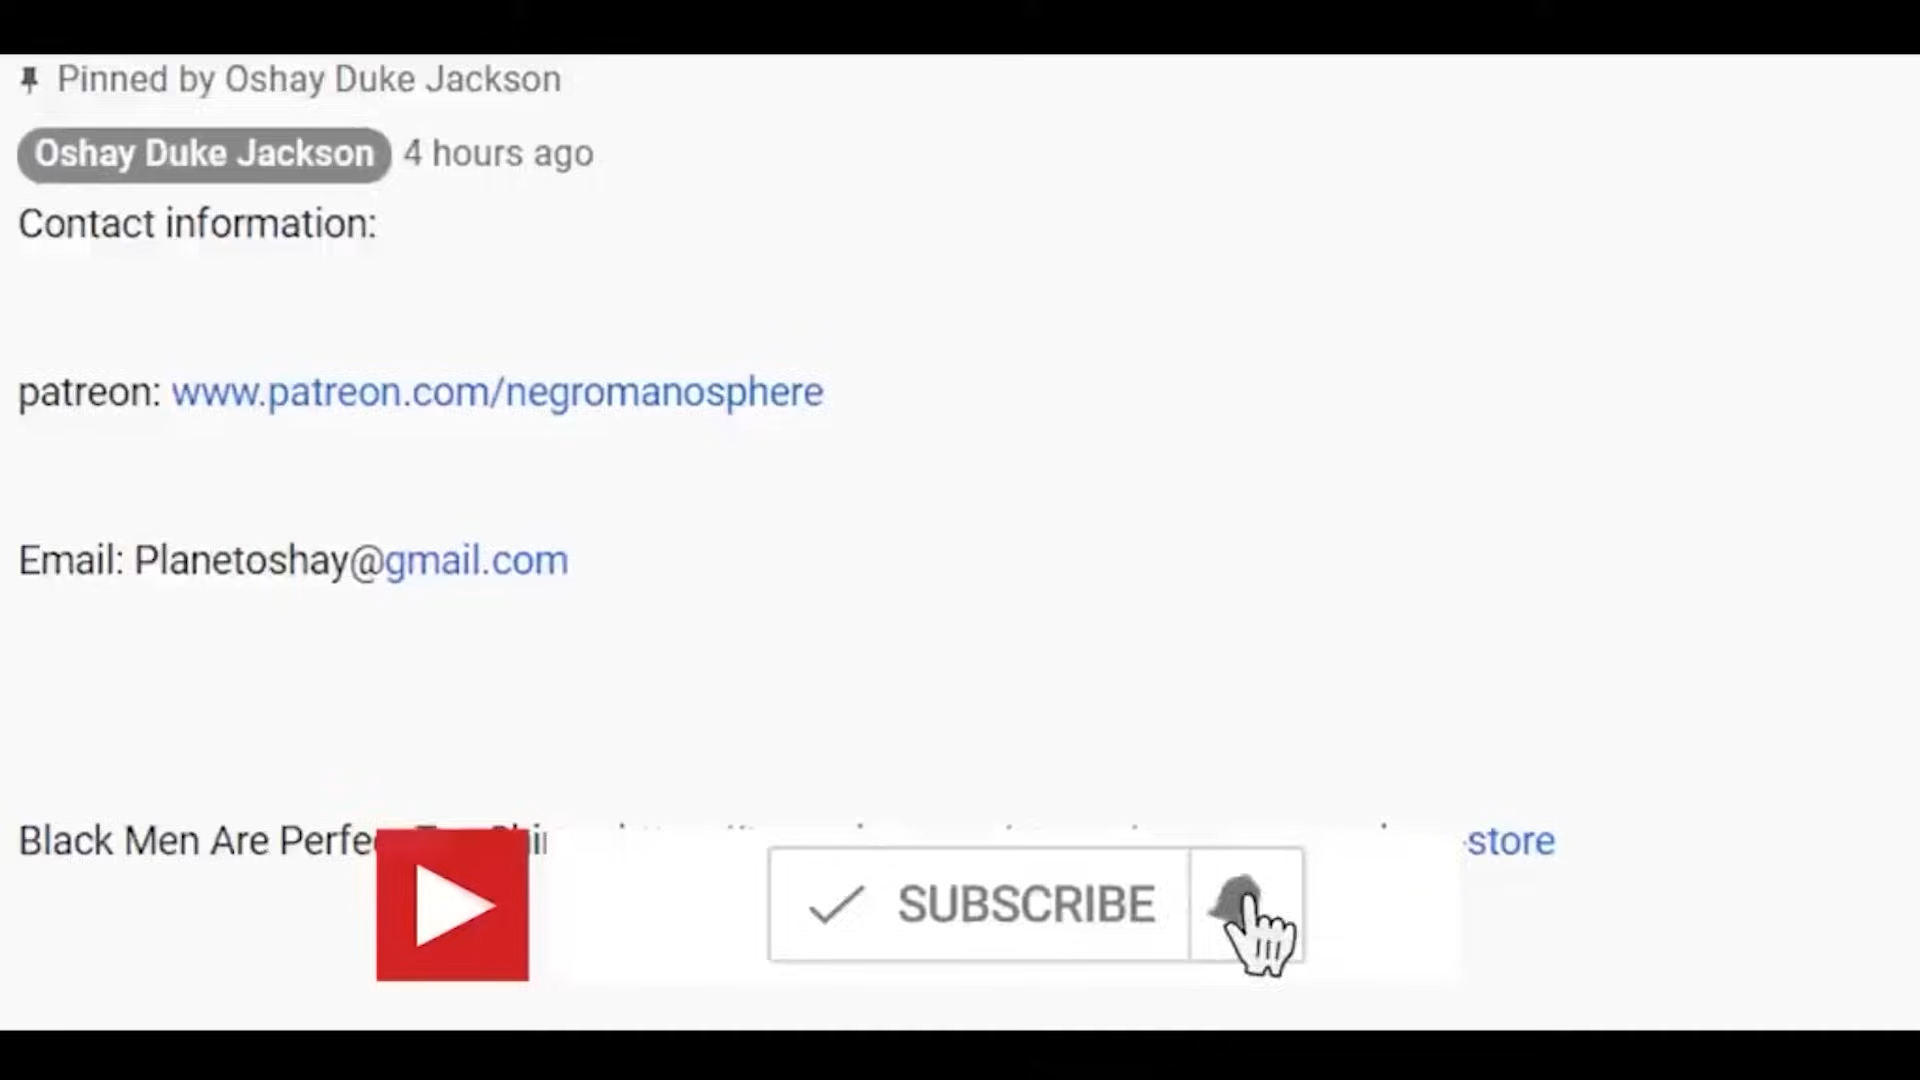 Pinned by Oshay Duke Jackson
Oshay Duke Jackson 4 hours ago
Contact information:
patreon: www.patreon.com/negromanosphere
Email: Planetoshay@gmail.com
Black Men Are store
SUBSCRIBE